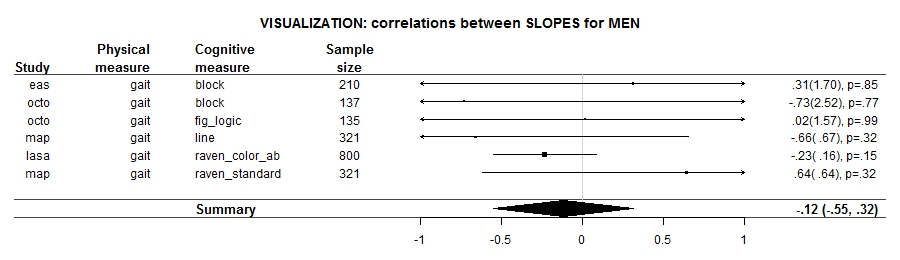 VISUALIZATION: correlations between SLOPES for MEN
Physical Cognitive Sample
Study measure measure size
eas gait block 210 .31(1.70), p=.85
octo gait block 137 -.73(2.52), p=.77
octo gait fig_logic 135 .02(1.57), p=.99
map gait line 321 -.66( .67), p=.32
lasa gait raven_color_ab 800 -.23( .16), p=.15
map gait raven_standard 321 .64( .64), p=.32
Summary -.12 (-.55, .32)
-1 -0.5 0 0.5 1